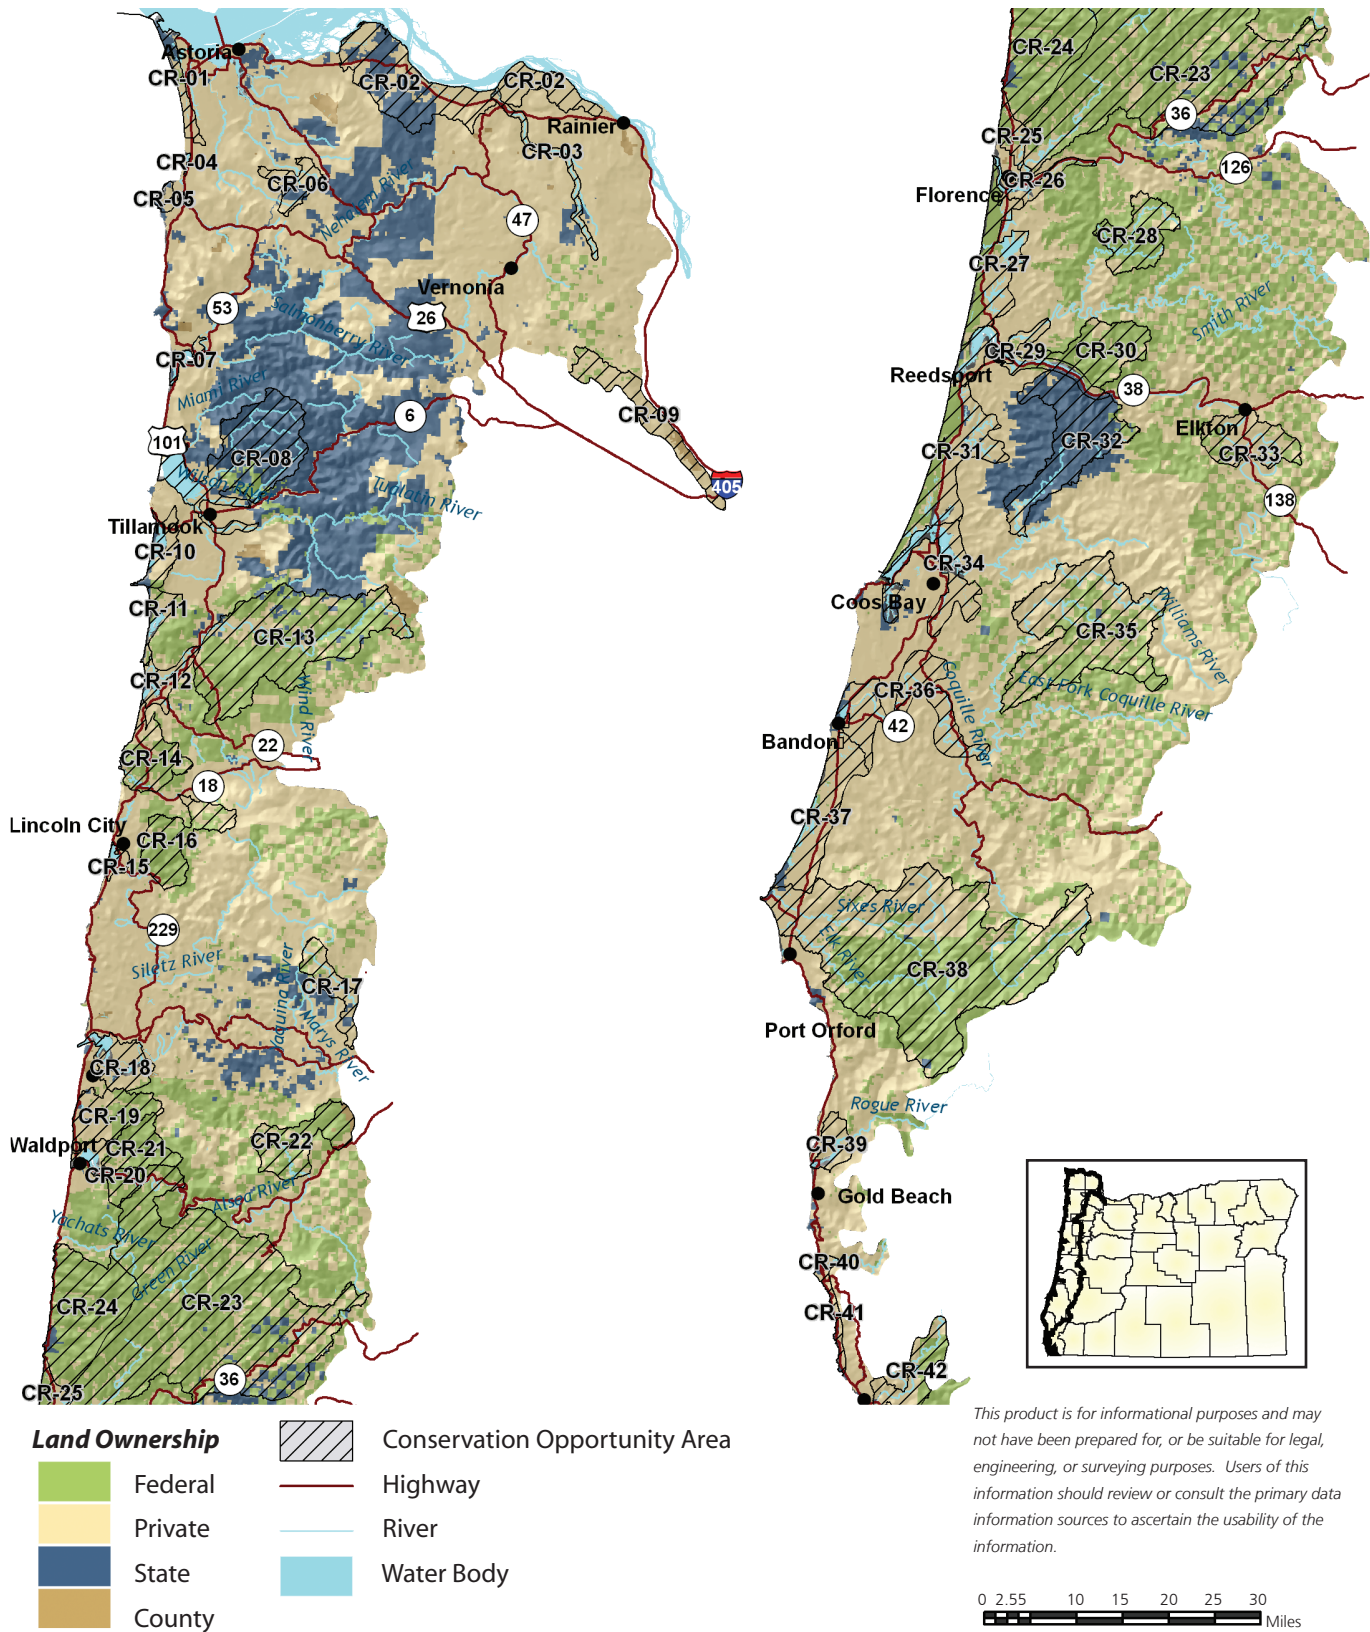 Astoria
CR-01
CR-02
CR-02
Rainier
CR-03
CR-04
CR-06
CR-05
Nehalem River
47
Vernonia
53
26
Salmonberry River
CR-07
Miami River
6
CR-09
101
CR-08
Wilson River
405
Tualatin River
Tillamook
CR-10
CR-11
CR-13
CR-12
Wind River
22
CR-14
18
Lincoln City
CR-16
CR-15
229
Siletz River
Yaquina River
CR-17
Marys River
CR-18
CR-19
Waldport
CR-21
CR-22
CR-20
Alsea River
Yachats River
Green River
CR-24
CR-23
36
CR-25
CR-24
CR-23
36
CR-25
126
CR-26
Florence
CR-28
CR-27
Smith River
CR-29
CR-30
Reedsport
38
Elkton
CR-32
CR-31
CR-33
138
CR-34
Coos Bay
Williams River
CR-35
CR-36
Coquille River
East Fork Coquille River
42
Bandon
CR-37
Sixes River
Elk River
CR-38
Port Orford
Rogue River
CR-39
Gold Beach
CR-40
CR-41
CR-42
Land Ownership
Federal
Private
State
County
Conservation Opportunity Area
Highway
River
Water Body
This product is for informational purposes and may
not have been prepared for, or be suitable for legal,
engineering, or surveying purposes. Users of this
information should review or consult the primary data
information sources to ascertain the usability of the
information.
0 2.55 10 15 20 25 30
Miles